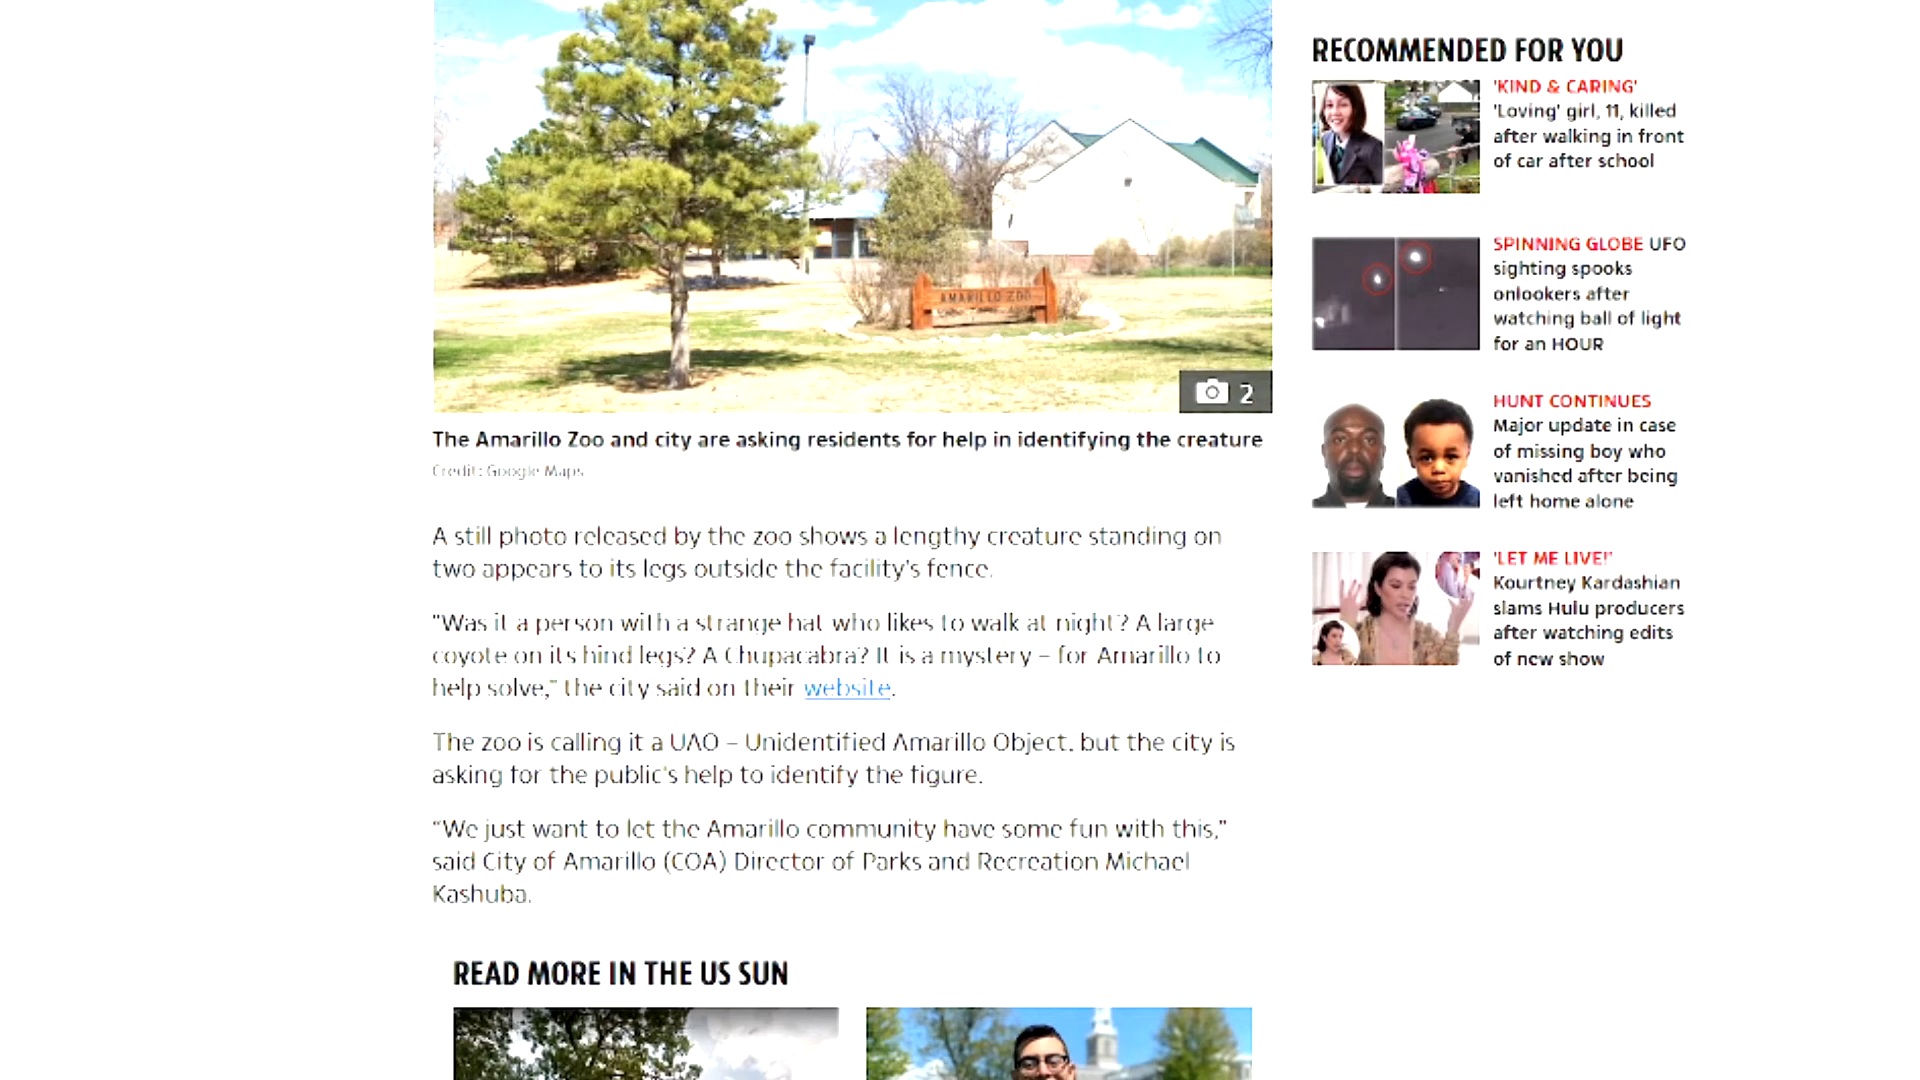 AMARILLO ZOO
2
The Amarillo Zoo and city are asking residents for help in identifying the creature
Credit: Google Maps
A still photo released by the zoo shows a lengthy creature standing on
two appears to its legs outside the facility's fence.
"Was it a person with a strange hat who likes to walk at night? A large
coyote on its hind legs? A Chupacabra? It is a mystery – for Amarillo to
help solve," the city said on their website.
The zoo is calling it a UAO – Unidentified Amarillo Object, but the city is
asking for the public's help to identify the figure.
"We just want to let the Amarillo community have some fun with this,"
said City of Amarillo (COA) Director of Parks and Recreation Michael
Kashuba.
READ MORE IN THE US SUN
RECOMMENDED FOR YOU
'KIND & CARING'
'Loving' girl, 11, killed
after walking in front
of car after school
SPINNING GLOBE UFO
sighting spooks
onlookers after
watching ball of light
for an HOUR
HUNT CONTINUES
Major update in case
of missing boy who
vanished after being
left home alone
'LET ME LIVE!'
Kourtney Kardashian
slams Hulu producers
after watching edits
of new show